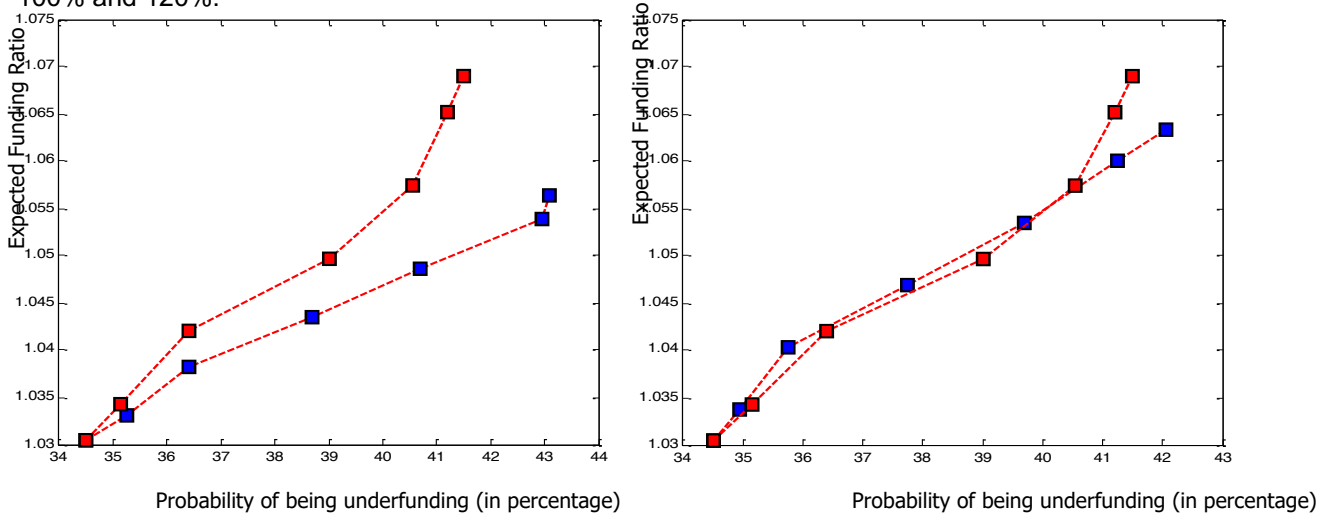 100% and 120%.
Expected Funding Ratio
1.075
1.07
1.065
1.06
1.055
1.05
1.045
1.04
1.035
1.03
34 35 36 37 38 39 40 41 42 43 44
Probability of being underfunding (in percentage)
Expected Funding Ratio
1.075
1.07
1.065
1.06
1.055
1.05
1.045
1.04
1.035
1.03
34 35 36 37 38 39 40 41 42 43
Probability of being underfunding (in percentage)